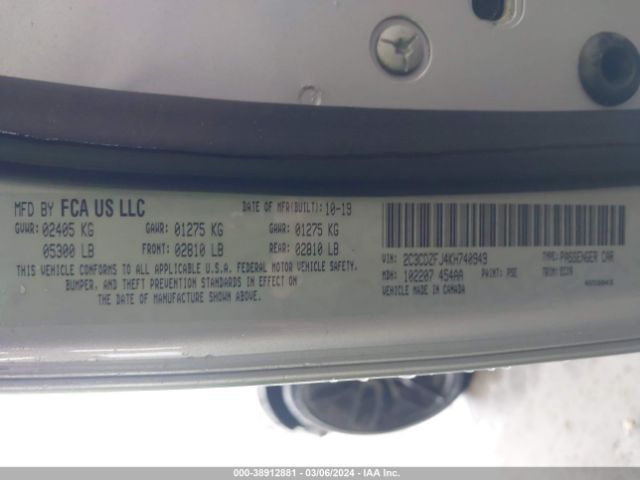 MFD BY FCA US LLC DATE OF MFR(BUILT): 10-19
GVWR: 02405 KG GAWR: 01275 KG GAWR: 01275 KG
05300 LB FRONT: 02810 LB REAR: 02810 LB
THIS VEHICLE CONFORMS TO ALL APPLICABLE U.S.A. FEDERAL MOTOR VEHICLE SAFETY,
BUMPER, AND THEFT PREVENTION STANDARDS IN EFFECT ON
THE DATE OF MANUFACTURE SHOWN ABOVE.
VIN: 2C3CDZFJ4KH740949 TYPE: PASSENGER CAR
MDH: 102207 454AA PAINT: PSE TRIM:
VEHICLE MADE IN CANADA
000-38912881 — 03/06/2024 — IAA Inc.